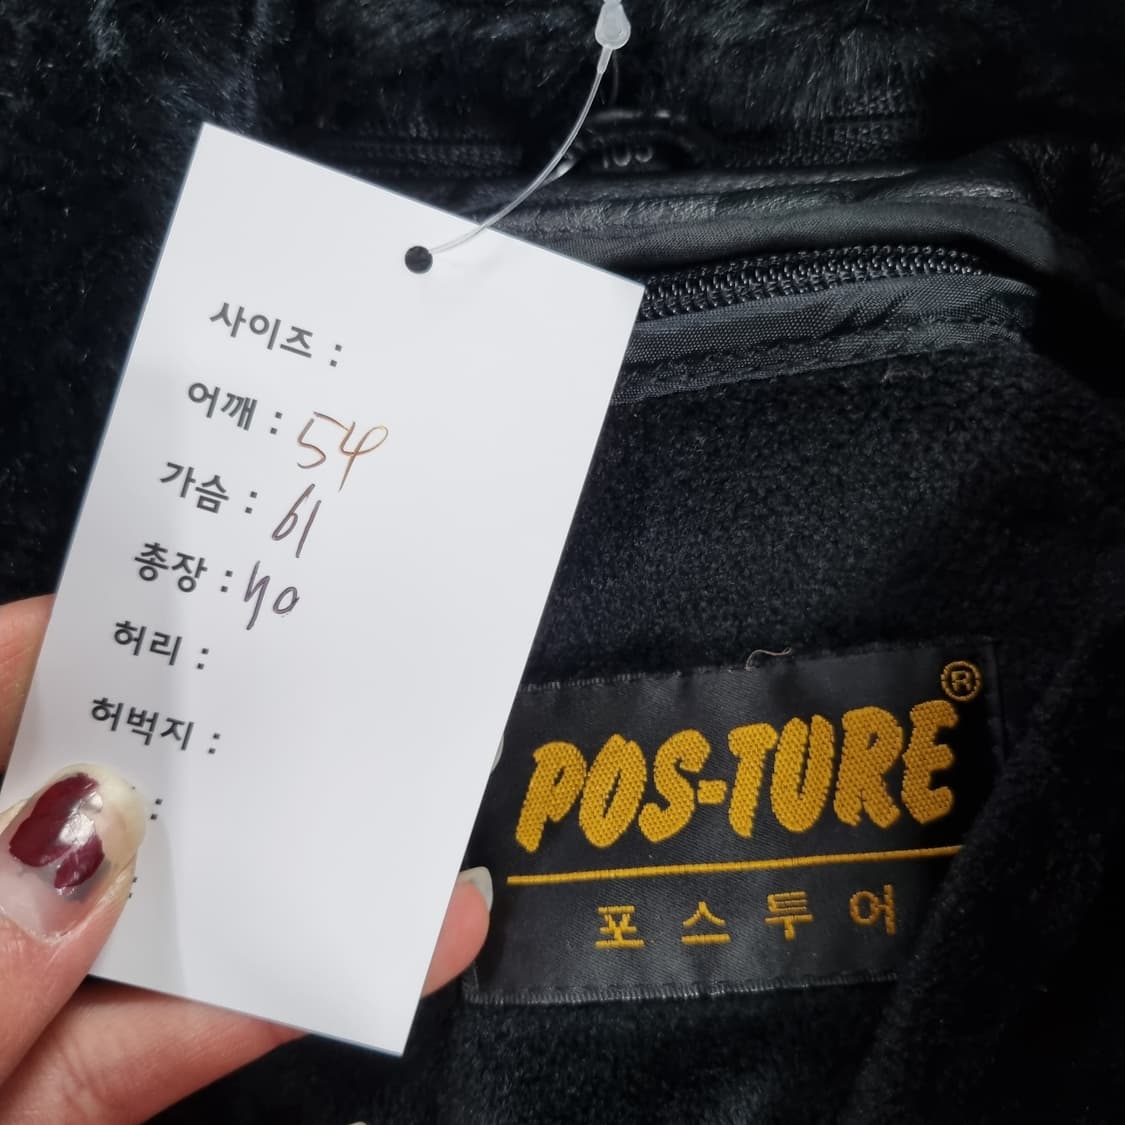 사이즈 :
어깨 : 54
가슴 : 61
총장 : 70
허리 :
허벅지 :
:
:
100
POS-TURE®
포스투어